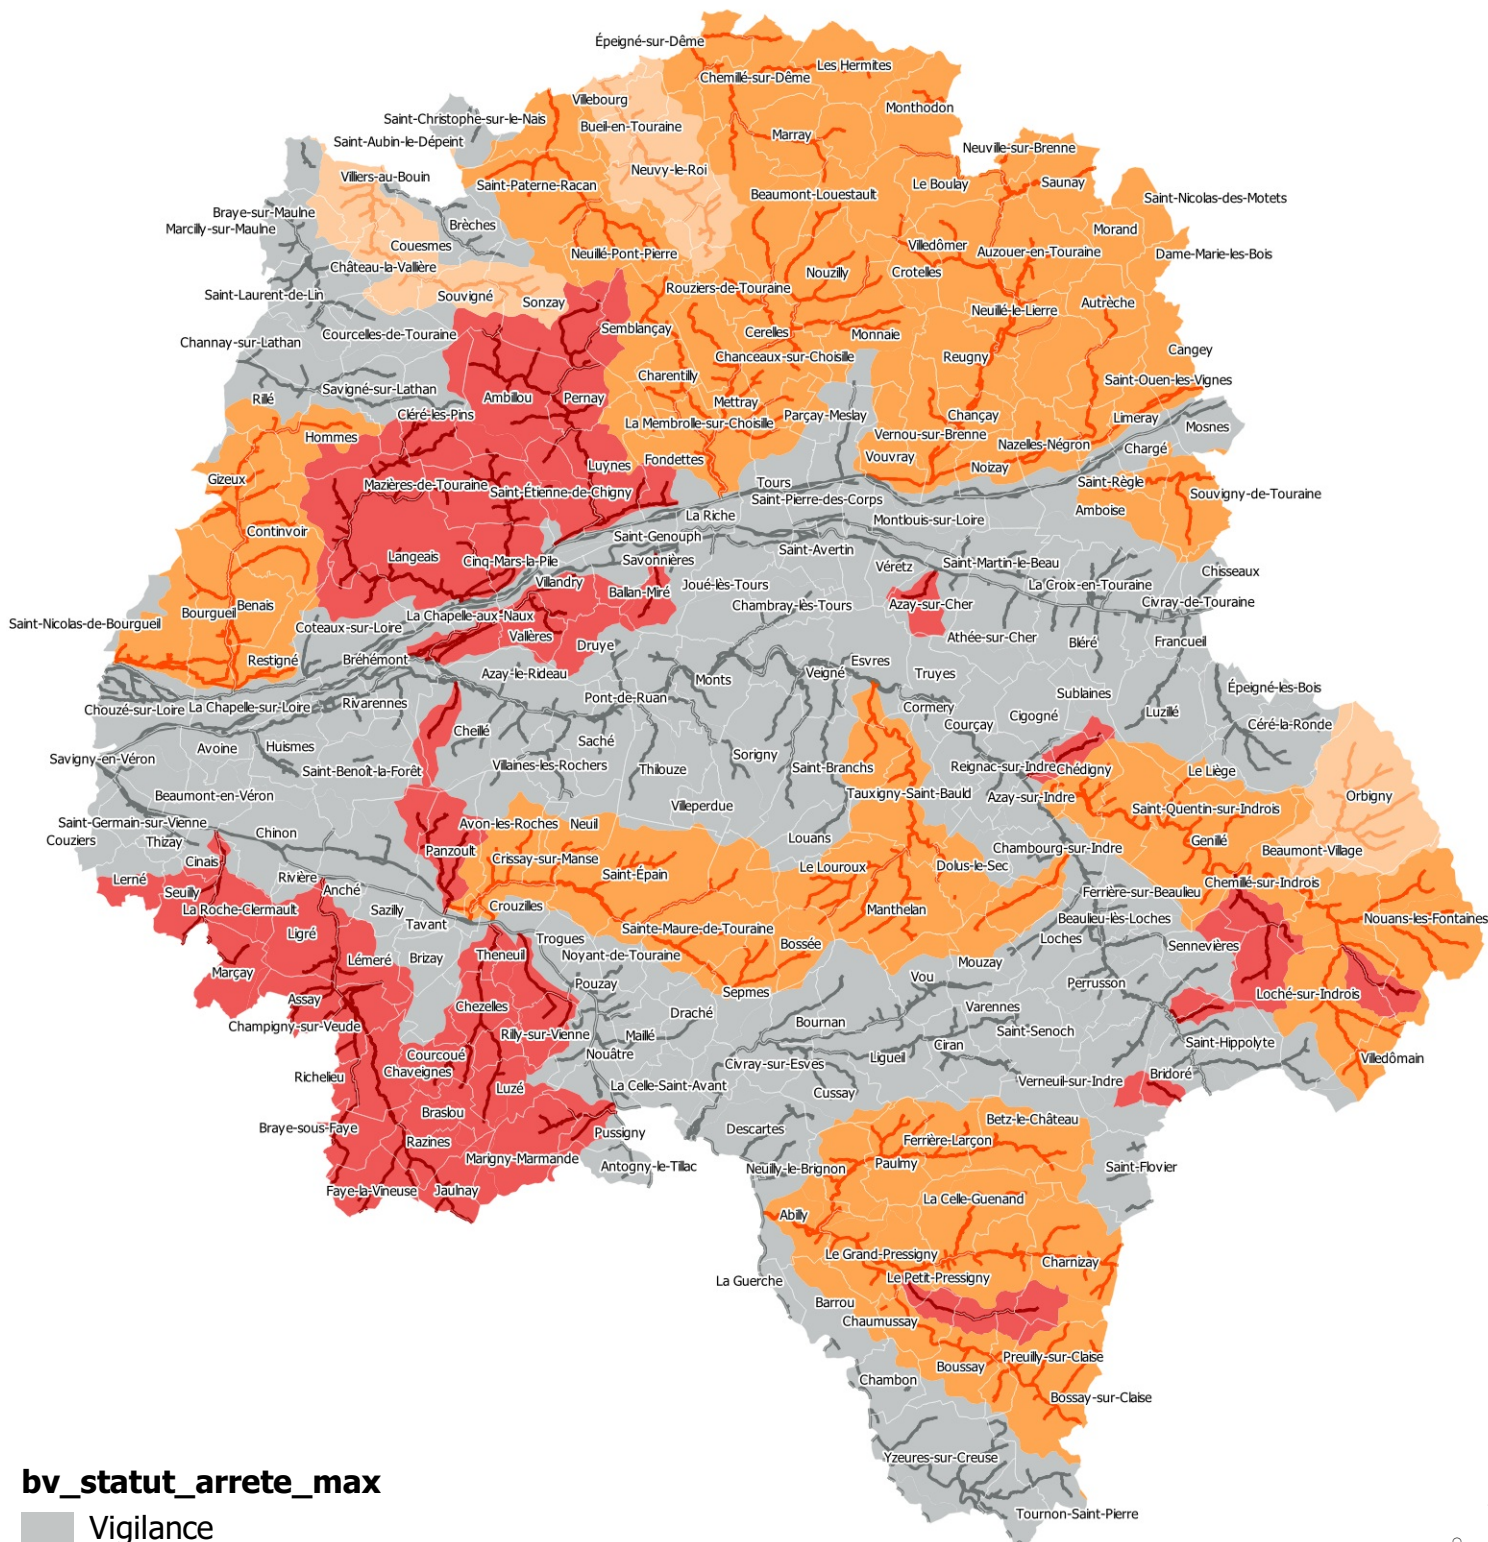 Épeigné-sur-Dême
Les Hermites
Chemillé-sur-Dême
Villebourg
Monthodon
Saint-Christophe-sur-le-Nais
Bueil-en-Touraine
Marray
Saint-Aubin-le-Dépeint
Neuville-sur-Brenne
Neuvy-le-Roi
Villiers-au-Bouin
Saint-Paterne-Racan
Le Boulay
Saunay
Beaumont-Louestault
Saint-Nicolas-des-Motets
Braye-sur-Maulne
Brèches
Marcilly-sur-Maulne
Morand
Couesmes
Villedômer
Auzouer-en-Touraine
Neuillé-Pont-Pierre
Dame-Marie-les-Bois
Château-la-Vallière
Nouzilly
Crotelles
Rouziers-de-Touraine
Saint-Laurent-de-Lin
Souvigné
Sonzay
Autrèche
Neuillé-le-Lierre
Semblançay
Cerelles
Monnaie
Courcelles-de-Touraine
Channay-sur-Lathan
Chanceaux-sur-Choisille
Reugny
Cangey
Charentilly
Saint-Ouen-les-Vignes
Savigné-sur-Lathan
Rillé
Ambillou
Pernay
Mettray
Cléré-les-Pins
Parçay-Meslay
Chançay
Limeray
La Membrolle-sur-Choisille
Mosnes
Hommes
Vernou-sur-Brenne
Nazelles-Négron
Chargé
Vouvray
Fondettes
Luynes
Noizay
Gizeux
Mazières-de-Touraine
Saint-Étienne-de-Chigny
Tours
Saint-Règle
Souvigny-de-Touraine
Saint-Pierre-des-Corps
Amboise
La Riche
Montlouis-sur-Loire
Continvoir
Saint-Genouph
Saint-Avertin
Langeais
Cinq-Mars-la-Pile
Savonnières
Saint-Martin-le-Beau
Véretz
Chisseaux
Villandry
Joué-lès-Tours
La Croix-en-Touraine
Ballan-Miré
Bourgueil
Benais
Chambray-lès-Tours
Azay-sur-Cher
Civray-de-Touraine
La Chapelle-aux-Naux
Saint-Nicolas-de-Bourgueil
Coteaux-sur-Loire
Vallères
Athée-sur-Cher
Bléré
Francueil
Druye
Restigné
Bréhémont
Esvres
Azay-le-Rideau
Monts
Veigné
Truyes
Épeigné-les-Bois
Sublaines
Pont-de-Ruan
Rivarennes
Chouzé-sur-Loire
La Chapelle-sur-Loire
Cormery
Luzillé
Cigogné
Courçay
Céré-la-Ronde
Cheillé
Saché
Avoine
Huismes
Sorigny
Savigny-en-Véron
Villaines-les-Rochers
Saint-Branchs
Reignac-sur-Indre
Chédigny
Saint-Benoît-la-Forêt
Thilouze
Le Liège
Tauxigny-Saint-Bauld
Azay-sur-Indre
Orbigny
Beaumont-en-Véron
Villeperdue
Saint-Quentin-sur-Indrois
Saint-Germain-sur-Vienne
Avon-les-Roches
Neuil
Chinon
Couziers
Thizay
Louans
Genillé
Chambourg-sur-Indre
Beaumont-Village
Panzoult
Crissay-sur-Manse
Cinais
Saint-Épain
Le Louroux
Dolus-le-Sec
Lerné
Rivière
Chemillé-sur-Indrois
Seuilly
Anché
Ferrière-sur-Beaulieu
Crouzilles
La Roche-Clermault
Sazilly
Manthelan
Beaulieu-lès-Loches
Nouans-les-Fontaines
Tavant
Sainte-Maure-de-Touraine
Ligré
Trogues
Bossée
Loches
Sennevières
Theneuil
Noyant-de-Touraine
Lémeré
Brizay
Mouzay
Marçay
Vou
Pouzay
Perrusson
Sepmes
Loché-sur-Indrois
Assay
Chezelles
Draché
Varennes
Bournan
Champigny-sur-Veude
Rilly-sur-Vienne
Maillé
Saint-Senoch
Saint-Hippolyte
Ciran
Courcoué
Nouâtre
Ligueil
Villedômain
Civray-sur-Esves
Chaveignes
Richelieu
Bridoré
Verneuil-sur-Indre
Luzé
La Celle-Saint-Avant
Cussay
Braslou
Betz-le-Château
Braye-sous-Faye
Descartes
Pussigny
Razines
Ferrière-Larçon
Marigny-Marmande
Paulmy
Antogny-le-Tillac
Neuilly-le-Brignon
Saint-Flovier
Faye-la-Vineuse
Jaulnay
La Celle-Guenand
Abilly
Le Grand-Pressigny
Charnizay
La Guerche
Le Petit-Pressigny
Barrou
Chaumussay
Preuilly-sur-Claise
Boussay
Chambon
Bossay-sur-Claise
Yzeures-sur-Creuse
Tournon-Saint-Pierre
bv_statut_arrete_max
Vigilance